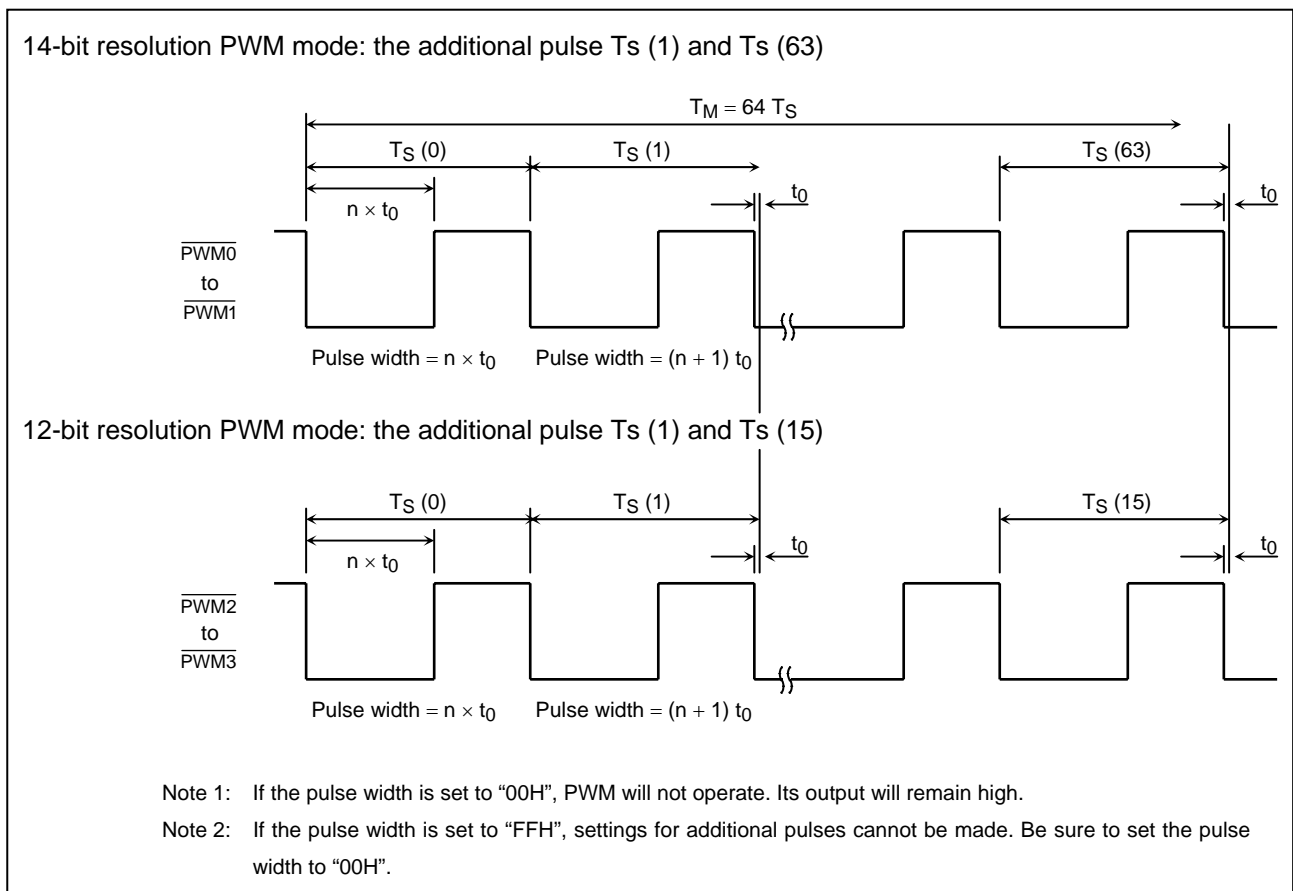 14-bit resolution PWM mode: the additional pulse Ts (1) and Ts (63)
TM = 64 TS
TS (0)
TS (1)
TS (63)
n × t0
t0
t0
PWM0
to
PWM1
Pulse width = n × t0
Pulse width = (n + 1) t0
12-bit resolution PWM mode: the additional pulse Ts (1) and Ts (15)
TS (0)
TS (1)
TS (15)
n × t0
t0
t0
PWM2
to
PWM3
Pulse width = n × t0
Pulse width = (n + 1) t0
Note 1: If the pulse width is set to “00H”, PWM will not operate. Its output will remain high.
Note 2: If the pulse width is set to “FFH”, settings for additional pulses cannot be made. Be sure to set the pulse
width to “00H”.